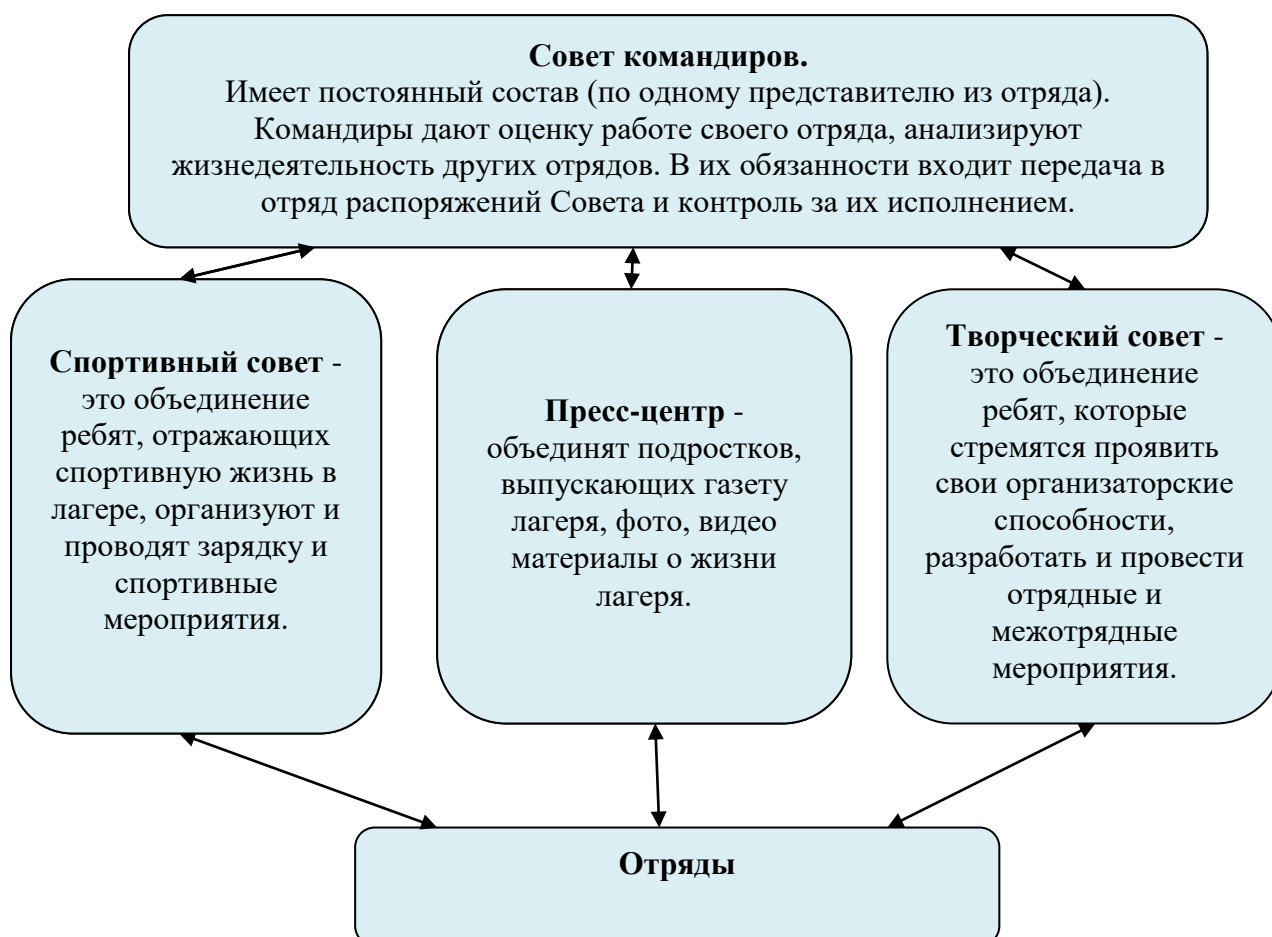 Совет командиров.
Имеет постоянный состав (по одному представителю из отряда).
Командиры дают оценку работе своего отряда, анализируют
жизнедеятельность других отрядов. В их обязанности входит передача в
отряд распоряжений Совета и контроль за их исполнением.
Спортивный совет -
это объединение
ребят, отражающих
спортивную жизнь в
лагере, организуют и
проводят зарядку и
спортивные
мероприятия.
Пресс-центр -
объединят подростков,
выпускающих газету
лагеря, фото, видео
материалы о жизни
лагеря.
Творческий совет -
это объединение
ребят, которые
стремятся проявить
свои организаторские
способности,
разработать и провести
отрядные и
межотрядные
мероприятия.
Отряды